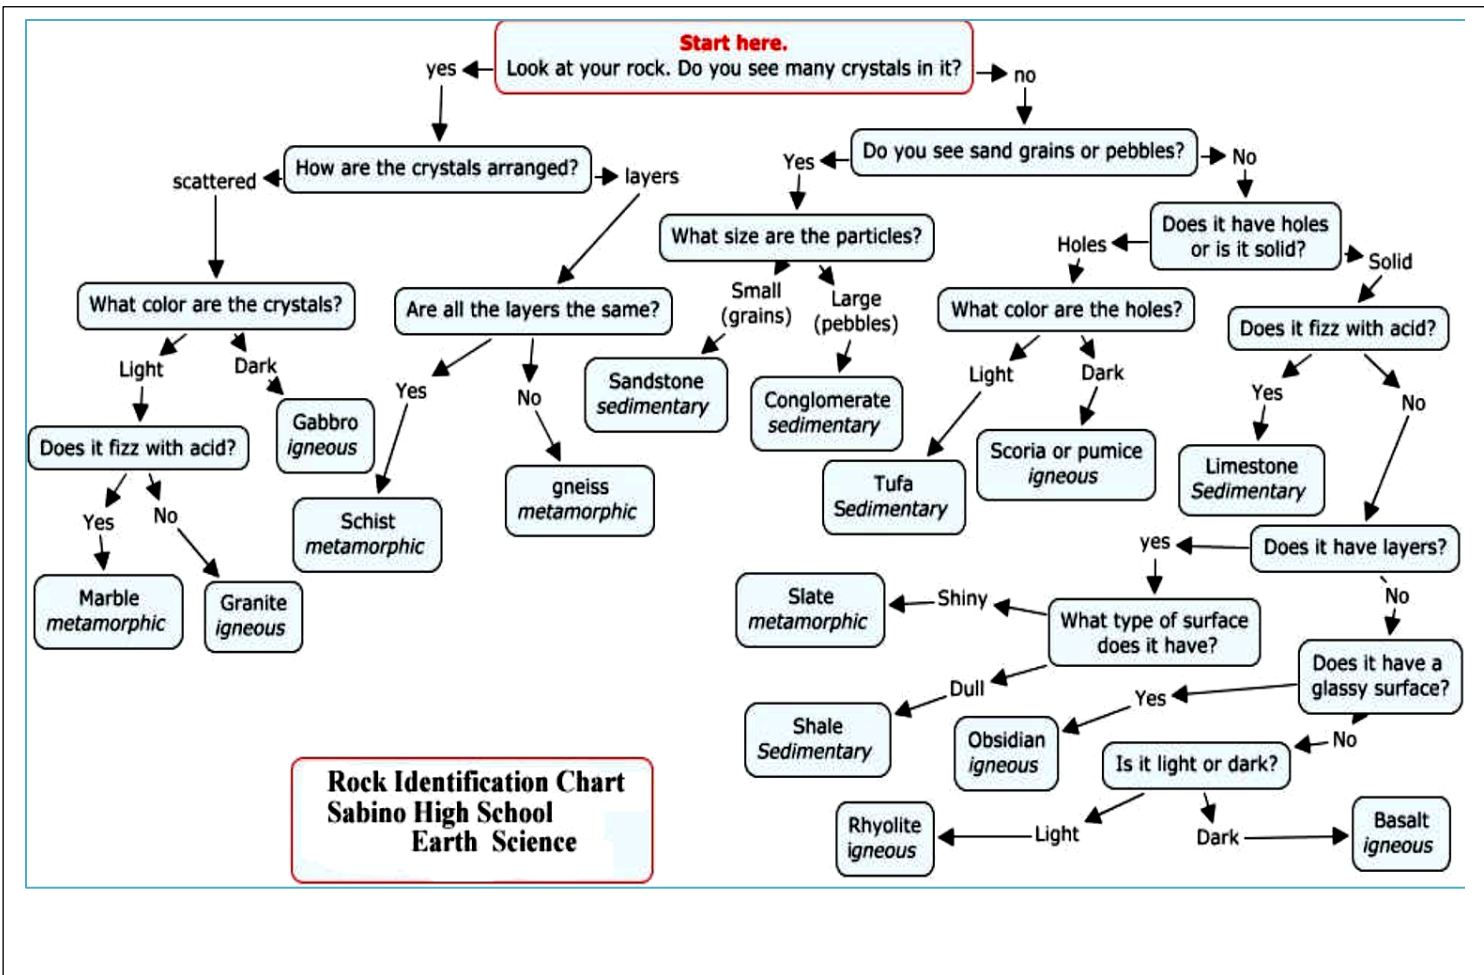 Start here.
Look at your rock. Do you see many crystals in it?
yes
no
How are the crystals arranged?
scattered
layers
Do you see sand grains or pebbles?
Yes
No
What size are the particles?
Does it have holes
or is it solid?
Holes
Solid
What color are the crystals?
Are all the layers the same?
Small
(grains)
Large
(pebbles)
What color are the holes?
Does it fizz with acid?
Light
Dark
Yes
No
Sandstone
sedimentary
Conglomerate
sedimentary
Light
Dark
Yes
No
Gabbro
igneous
Does it fizz with acid?
Scoria or pumice
igneous
Limestone
Sedimentary
Tufa
Sedimentary
gneiss
metamorphic
Schist
metamorphic
Yes
No
Does it have layers?
yes
No
Marble
metamorphic
Granite
igneous
Slate
metamorphic
Shiny
What type of surface
does it have?
Dull
Does it have a
glassy surface?
Yes
No
Shale
Sedimentary
Obsidian
igneous
Is it light or dark?
Rhyolite
igneous
Light
Dark
Basalt
igneous
Rock Identification Chart
Sabino High School
Earth Science